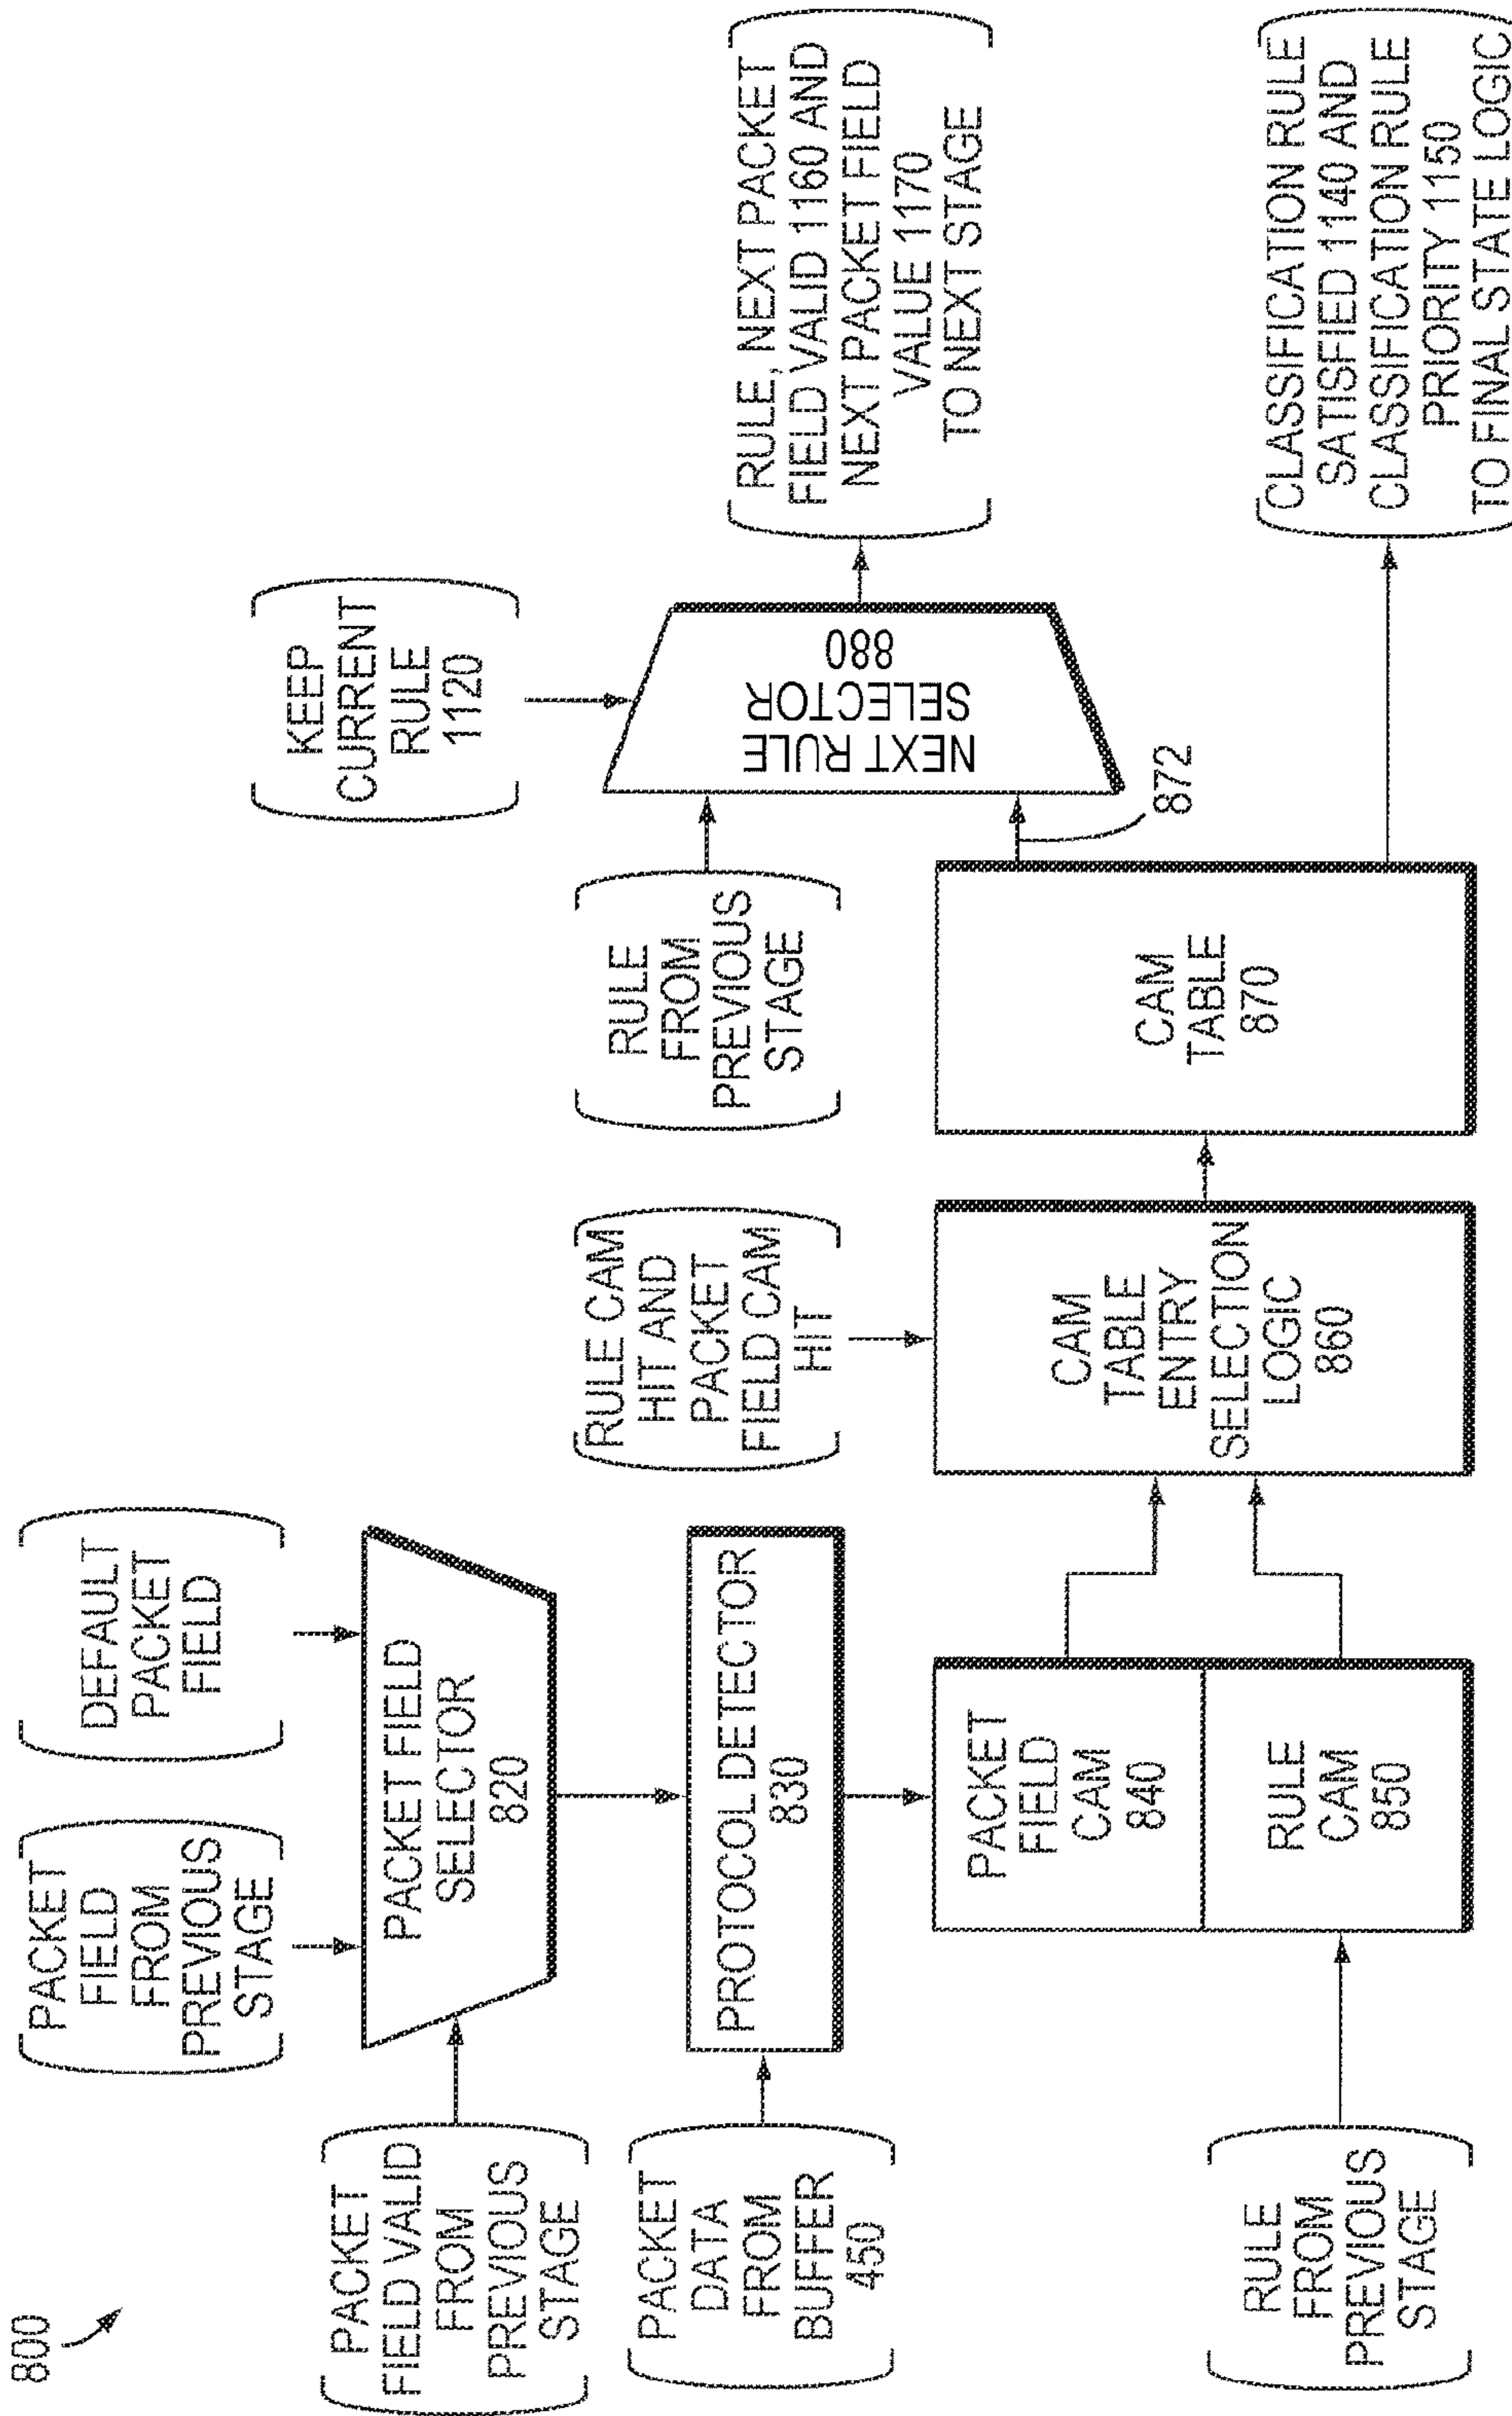 800
PACKET
FIELD
FROM
PREVIOUS
STAGE
DEFAULT
PACKET
FIELD
PACKET
FIELD VALID
FROM
PREVIOUS
STAGE
PACKET FIELD
SELECTOR
820
PACKET
DATA
FROM
BUFFER
450
PROTOCOL DETECTOR
830
RULE
FROM
PREVIOUS
STAGE
PACKET
FIELD
CAM
840
RULE
CAM
850
RULE CAM
HIT AND
PACKET
FIELD CAM
HIT
CAM
TABLE
ENTRY
SELECTION
LOGIC
860
CAM
TABLE
870
RULE
FROM
PREVIOUS
STAGE
872
KEEP
CURRENT
RULE
1120
NEXT RULE
SELECTOR
880
RULE, NEXT PACKET
FIELD VALID 1160 AND
NEXT PACKET FIELD
VALUE 1170
TO NEXT STAGE
CLASSIFICATION RULE
SATISFIED 1140 AND
CLASSIFICATION RULE
PRIORITY 1150
TO FINAL STATE LOGIC